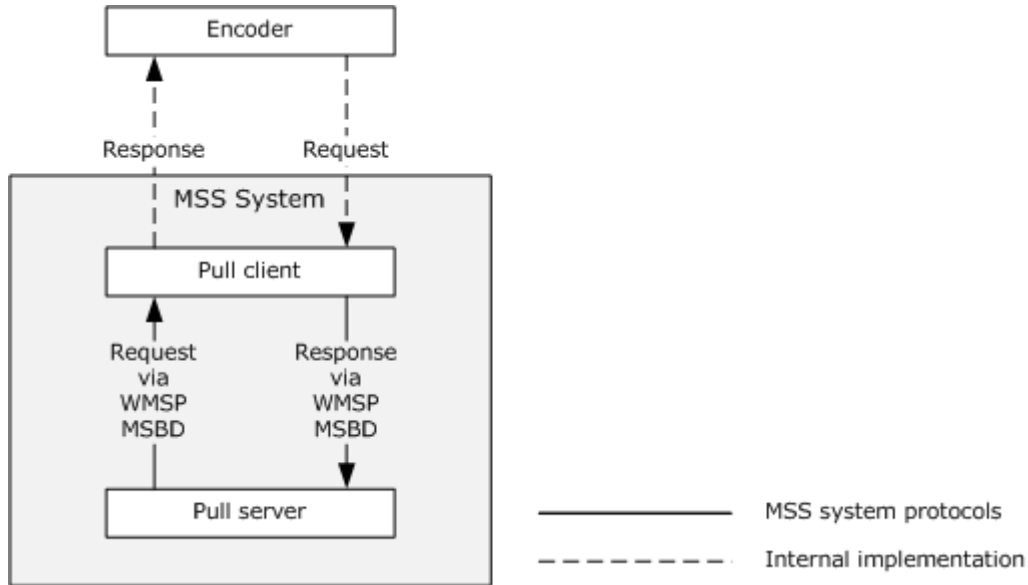 Encoder
Response
Request
MSS System
Pull client
Request
via
WMSP
MSBD
Response
via
WMSP
MSBD
Pull server
MSS system protocols
Internal implementation